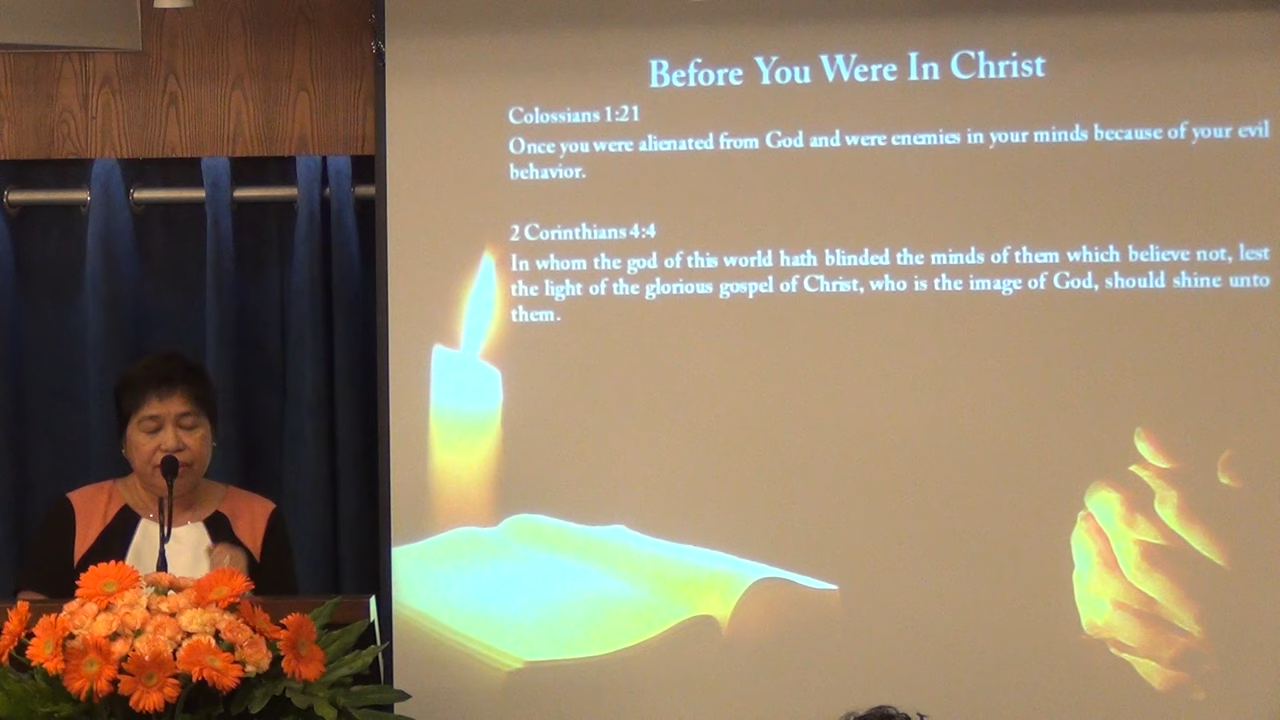 Before You Were In Christ
Colossians 1:21
Once you were alienated from God and were enemies in your minds because of your evil
behavior.
2 Corinthians 4:4
In whom the god of this world hath blinded the minds of them which believe not, lest
the light of the glorious gospel of Christ, who is the image of God, should shine unto
them.